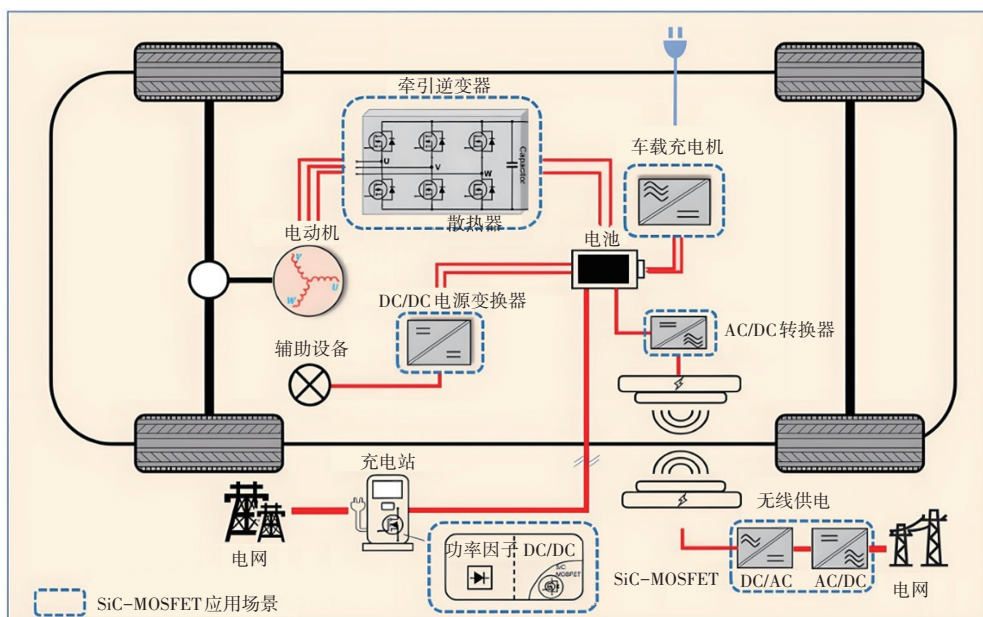 牵引逆变器
Capacitor
U
V
W
散热器
车载充电机
电动机
V
W
U
电池
DC/DC电源变换器
AC/DC转换器
辅助设备
充电站
无线供电
电网
功率因子 DC/DC
SiC
MOSFET
SiC-MOSFET
DC/AC
AC/DC
电网
SiC-MOSFET应用场景